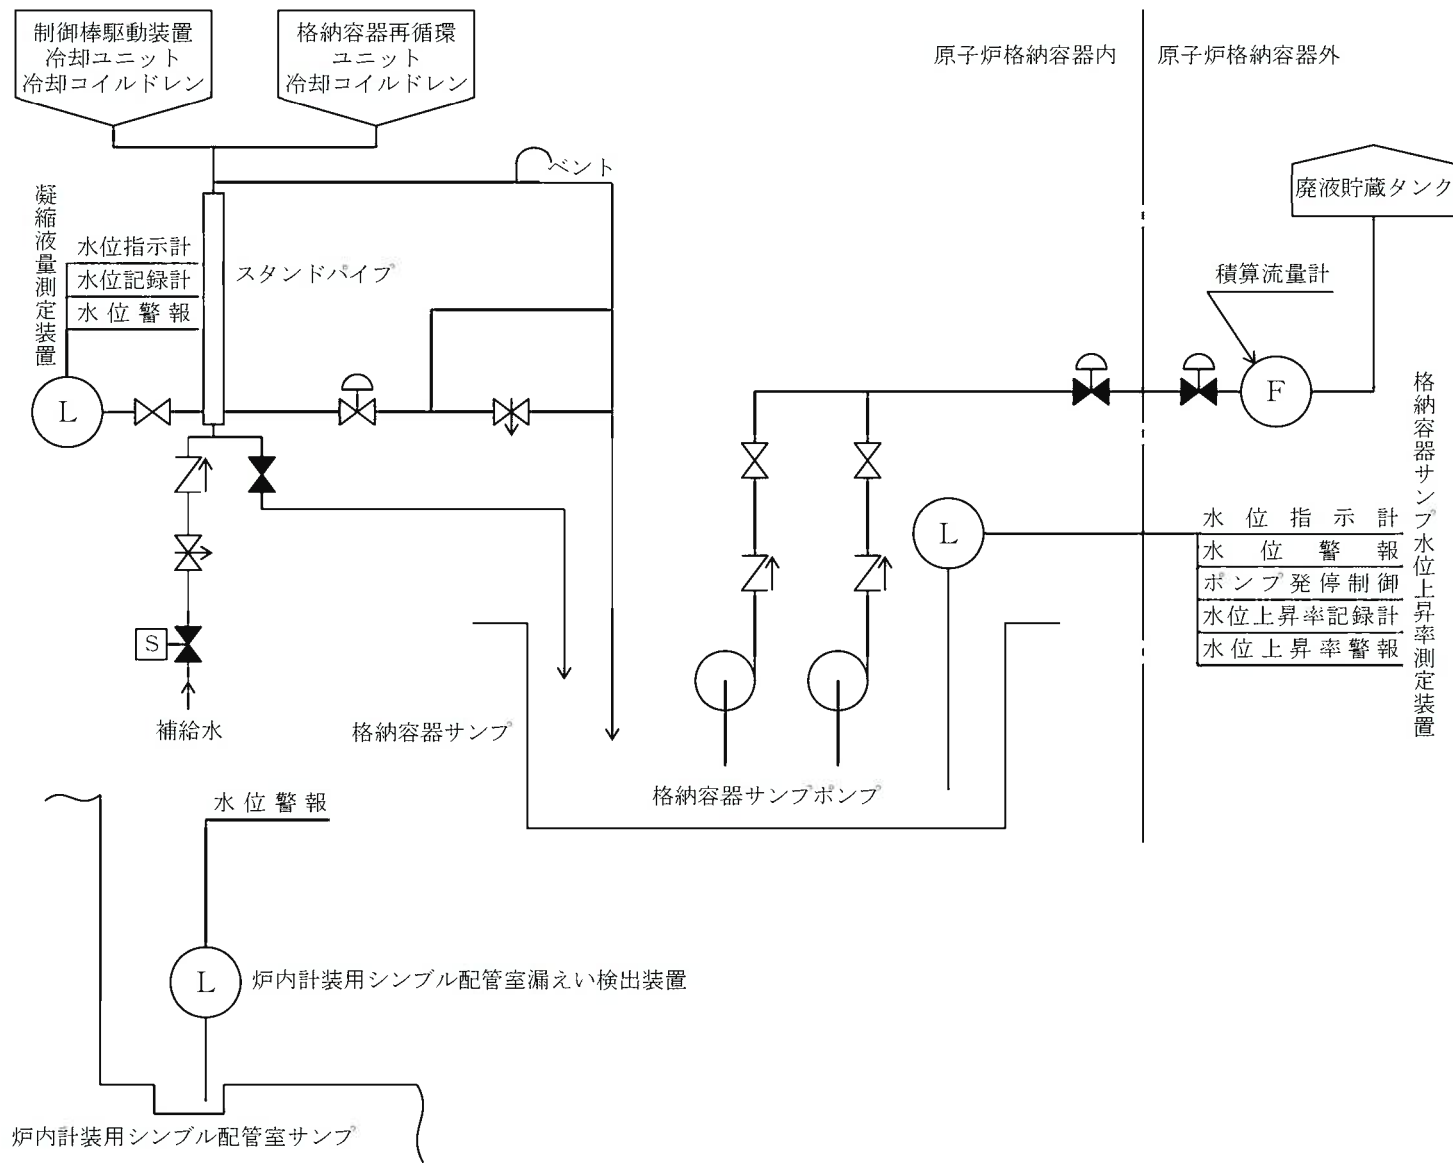 制御棒駆動装置
冷却ユニット
冷却コイルドレン
格納容器再循環
ユニット
冷却コイルドレン
原子炉格納容器内
原子炉格納容器外
ベント
廃液貯蔵タンク
凝縮液量測定装置
水位指示計
水位記録計
水位警報
スタンドパイプ
積算流量計
L
F
格納容器サンプ水位上昇率測定装置
L
水位指示計
水位警報
ポンプ発停制御
水位上昇率記録計
水位上昇率警報
S
補給水
格納容器サンプ
格納容器サンプポンプ
水位警報
L
炉内計装用シンブル配管室漏えい検出装置
炉内計装用シンブル配管室サンプ